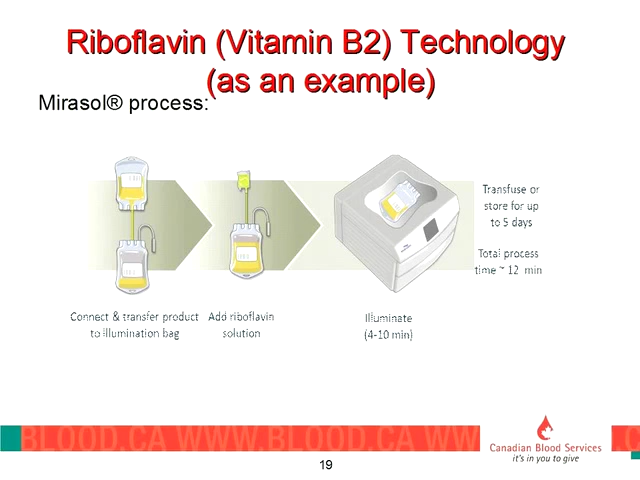 Riboflavin (Vitamin B2) Technology
(as an example)
Mirasol® process:
Transfuse or
store for up
to 5 days
Total process
time ~ 12 min
Connect & transfer product
to illumination bag
Add riboflavin
solution
Illuminate
(4-10 min)
BLOOD.CA WWW.BLOOD.CA WW
.C
Canadian Blood Services
it's in you to give
19